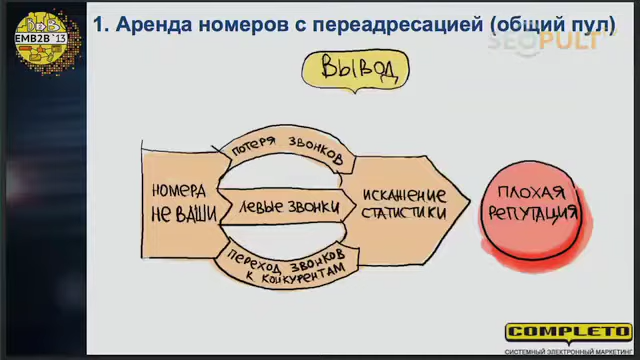 EMB2B'13
1. Аренда номеров с переадресацией (общий пул)
SEOPULT
ВЫВОД
ПОТЕРЯ ЗВОНКОВ
НОМЕРА
НЕ ВАШИ
ЛЕВЫЕ ЗВОНКИ
ПЕРЕХОД ЗВОНКОВ
К КОНКУРЕНТАМ
ИСКАЖЕНИЕ
СТАТИСТИКИ
ПЛОХАЯ
РЕПУТАЦИЯ
COMPLETO
СИСТЕМНЫЙ ЭЛЕКТРОННЫЙ МАРКЕТИНГ